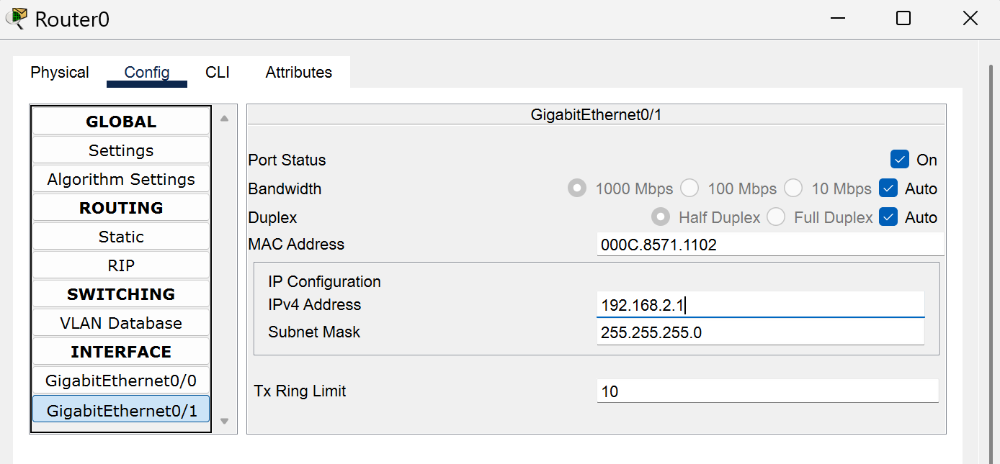 Router0
Physical Config CLI Attributes
GLOBAL
Settings
Algorithm Settings
ROUTING
Static
RIP
SWITCHING
VLAN Database
INTERFACE
GigabitEthernet0/0
GigabitEthernet0/1
GigabitEthernet0/1
Port Status On
Bandwidth 1000 Mbps 100 Mbps 10 Mbps Auto
Duplex Half Duplex Full Duplex Auto
MAC Address 000C.8571.1102
IP Configuration
IPv4 Address 192.168.2.1
Subnet Mask 255.255.255.0
Tx Ring Limit 10